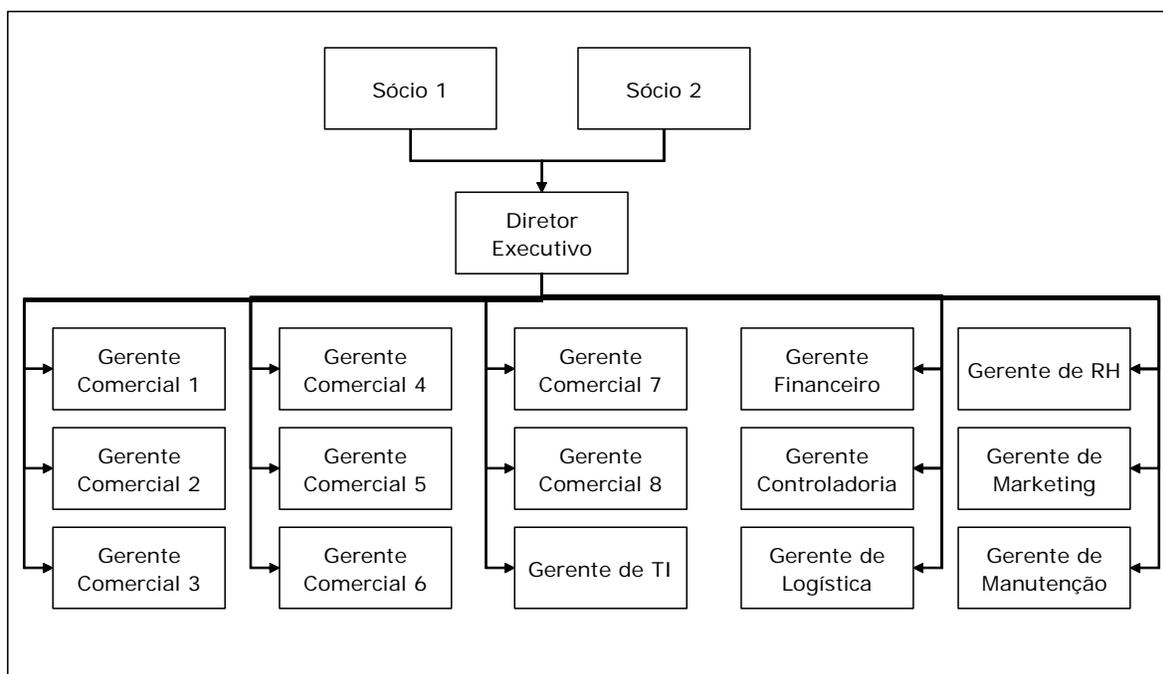 Sócio 1
Sócio 2
Diretor
Executivo
Gerente
Comercial 1
Gerente
Comercial 4
Gerente
Comercial 7
Gerente
Financeiro
Gerente de RH
Gerente
Comercial 2
Gerente
Comercial 5
Gerente
Comercial 8
Gerente
Controladoria
Gerente de
Marketing
Gerente
Comercial 3
Gerente
Comercial 6
Gerente de TI
Gerente de
Logística
Gerente de
Manutenção